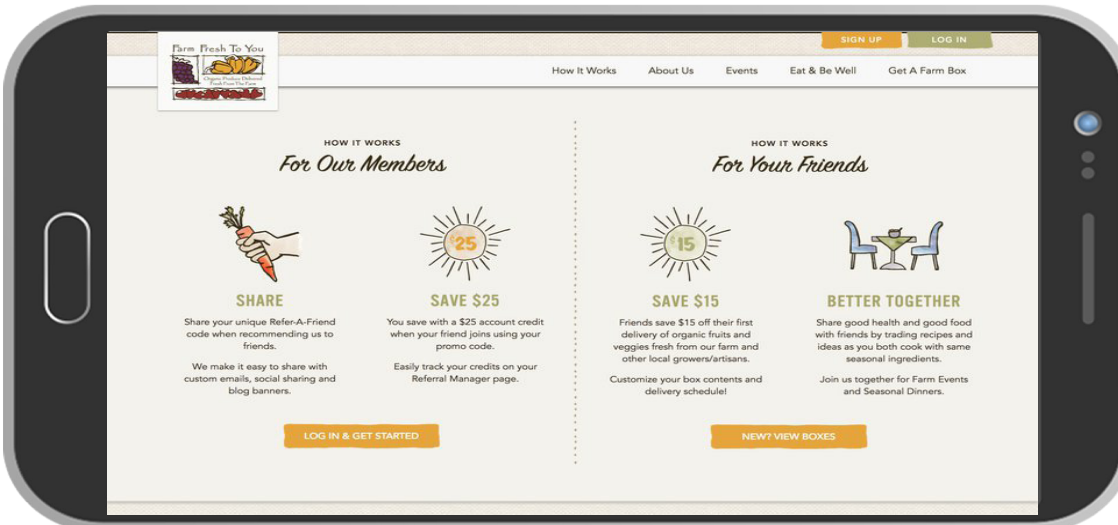 SIGN UP
LOG IN
Farm Fresh To You
Organic Produce Delivered
Fresh From The Farm
How It Works
About Us
Events
Eat & Be Well
Get A Farm Box
HOW IT WORKS
For Our Members
$25
SHARE
Share your unique Refer-A-Friend
code when recommending us to
friends.
We make it easy to share with
custom emails, social sharing and
blog banners.
SAVE $25
You save with a $25 account credit
when your friend joins using your
promo code.
Easily track your credits on your
Referral Manager page.
LOG IN & GET STARTED
HOW IT WORKS
For Your Friends
$15
SAVE $15
Friends save $15 off their first
delivery of organic fruits and
veggies fresh from our farm and
other local growers/artisans.
Customize your box contents and
delivery schedule!
BETTER TOGETHER
Share good health and good food
with friends by trading recipes and
ideas as you both cook with same
seasonal ingredients.
Join us together for Farm Events
and Seasonal Dinners.
NEW? VIEW BOXES